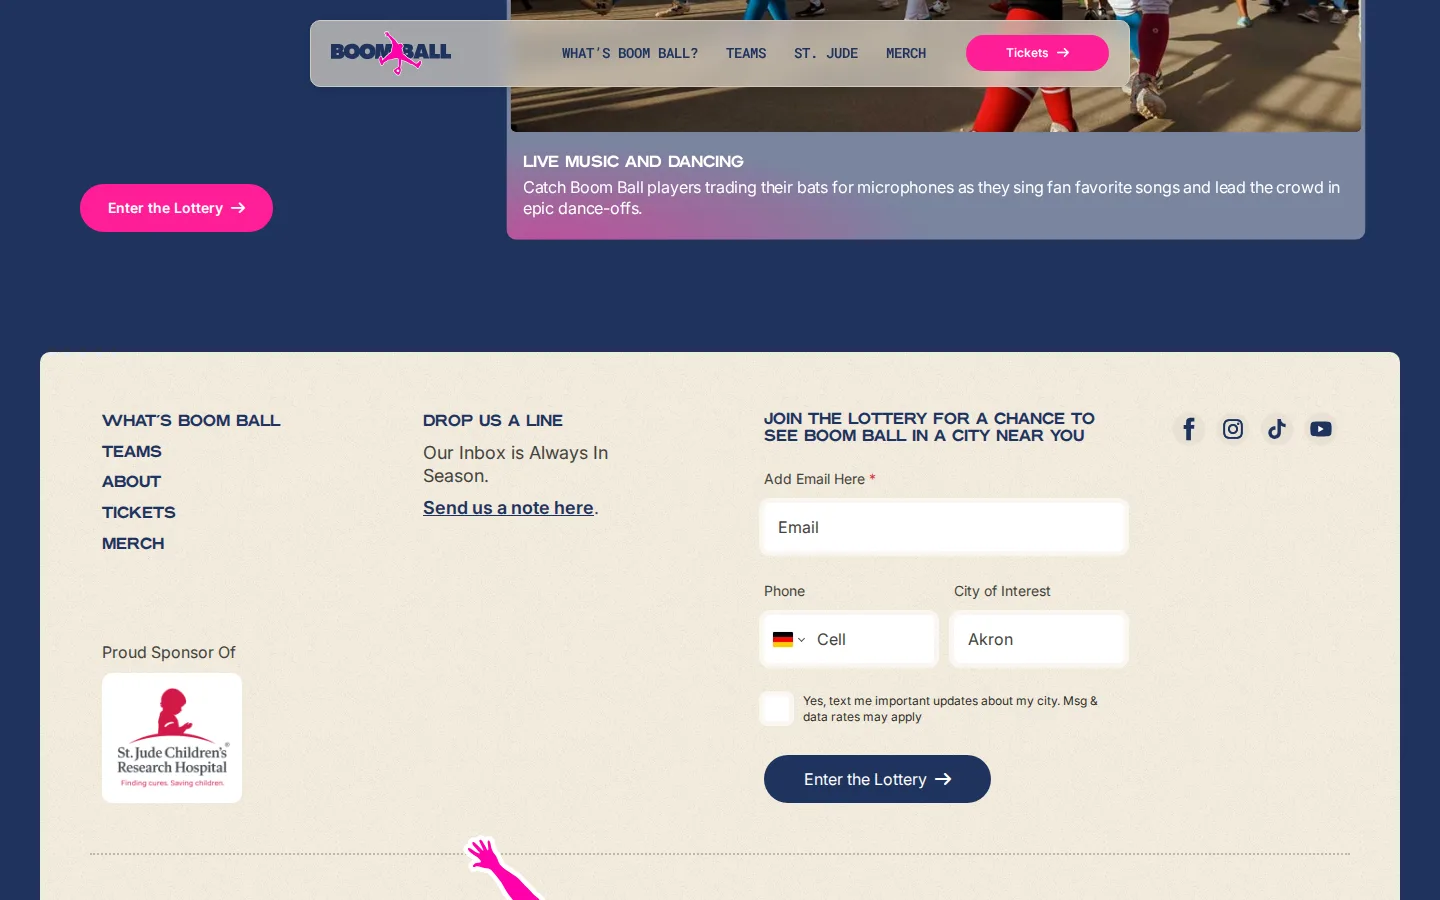 BOOM BALL
WHAT'S BOOM BALL?
TEAMS
ST. JUDE
MERCH
Tickets
LIVE MUSIC AND DANCING
Catch Boom Ball players trading their bats for microphones as they sing fan favorite songs and lead the crowd in
epic dance-offs.
Enter the Lottery
WHAT'S BOOM BALL
TEAMS
ABOUT
TICKETS
MERCH
Proud Sponsor Of
St. Jude Children's®
Research Hospital
Finding cures. Saving children.
DROP US A LINE
Our Inbox is Always In
Season.
Send us a note here.
JOIN THE LOTTERY FOR A CHANCE TO
SEE BOOM BALL IN A CITY NEAR YOU
Add Email Here *
Email
Phone
City of Interest
Cell
Akron
Yes, text me important updates about my city. Msg &
data rates may apply
Enter the Lottery